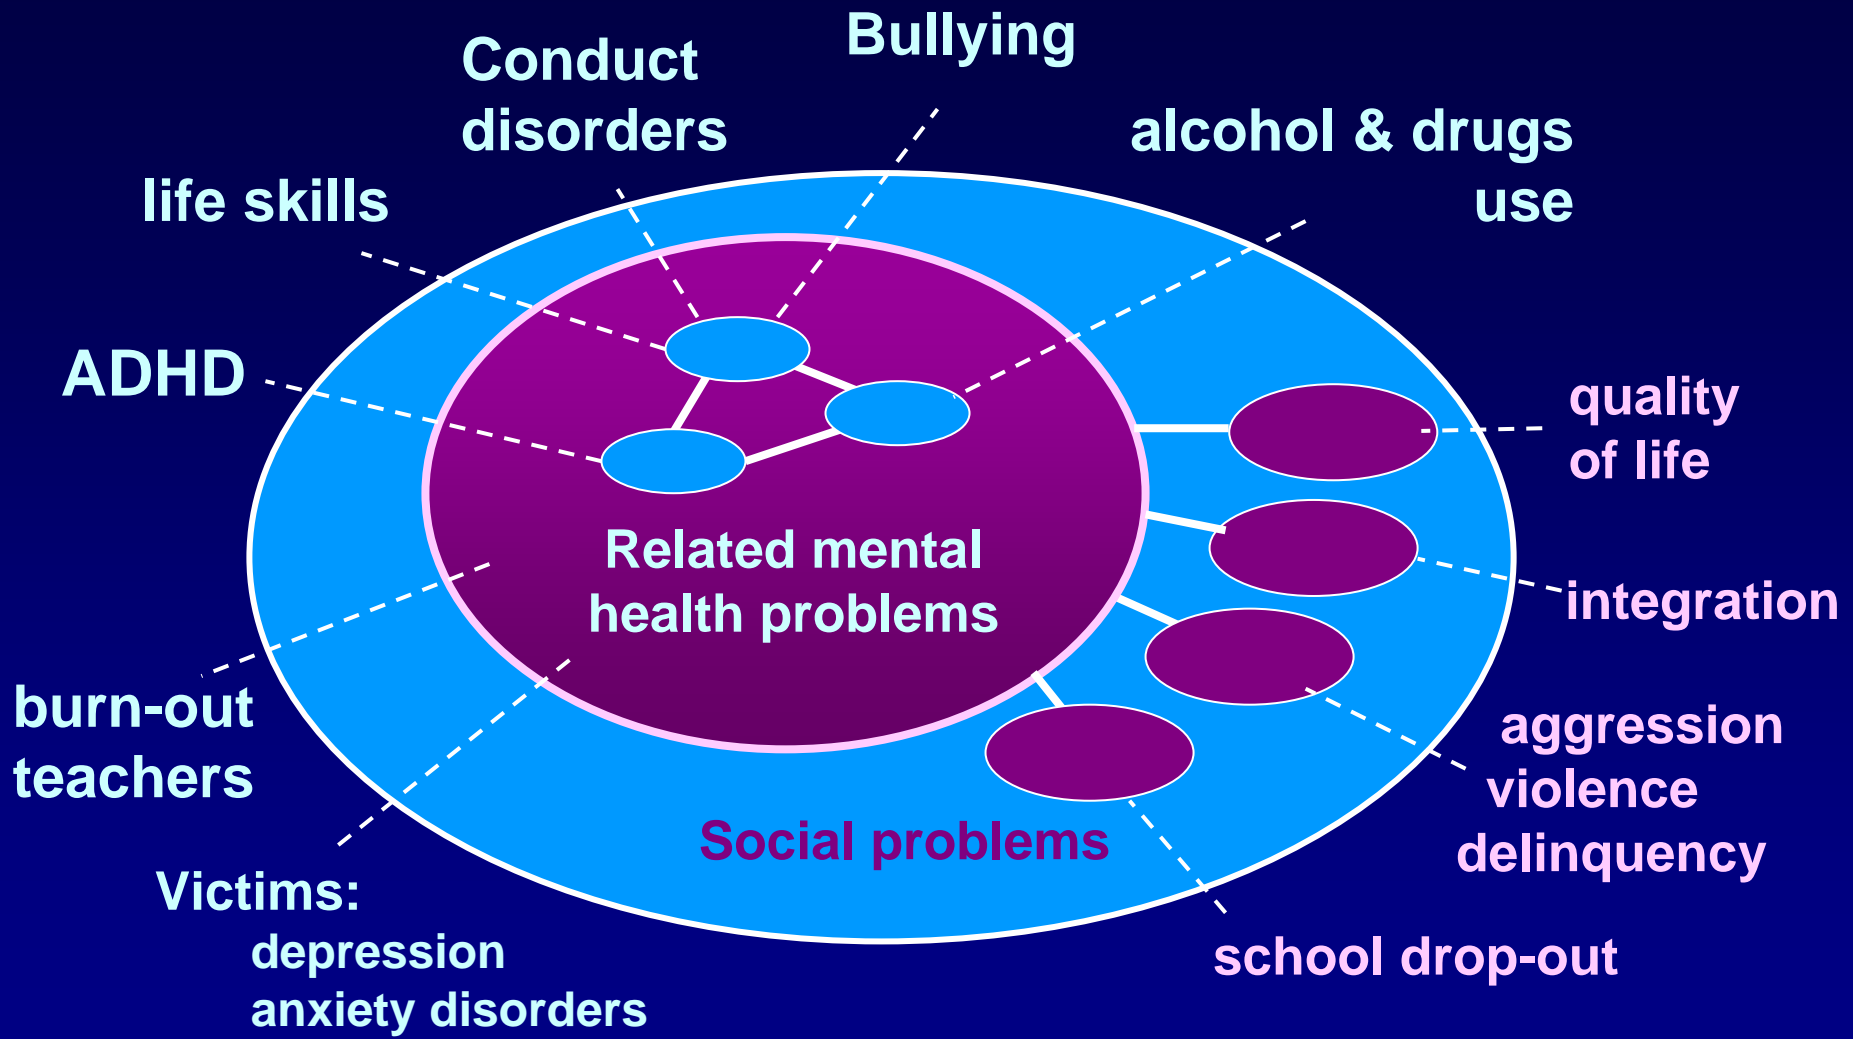 Bullying
Conduct
disorders
alcohol & drugs
use
life skills
ADHD
quality
of life
Related mental
health problems
integration
burn-out
teachers
aggression
violence
delinquency
Social problems
Victims:
depression
anxiety disorders
school drop-out